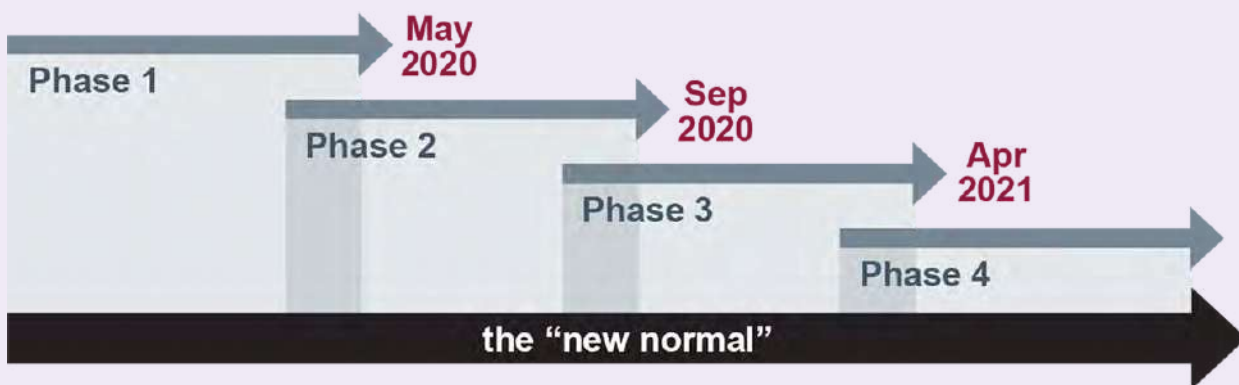 May
2020
Phase 1
Sep
2020
Phase 2
Apr
2021
Phase 3
Phase 4
the “new normal”